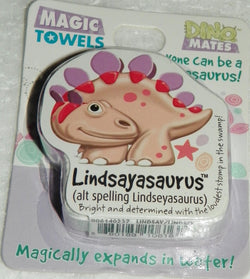 MAGIC
TOWELS
DINO
MATES
one can be a
saurus!
Lindsayasaurus™
(alt spelling Lindseyasaurus)
Bright and determined with the loudest stomp in the swamp!
Magically expands in water!